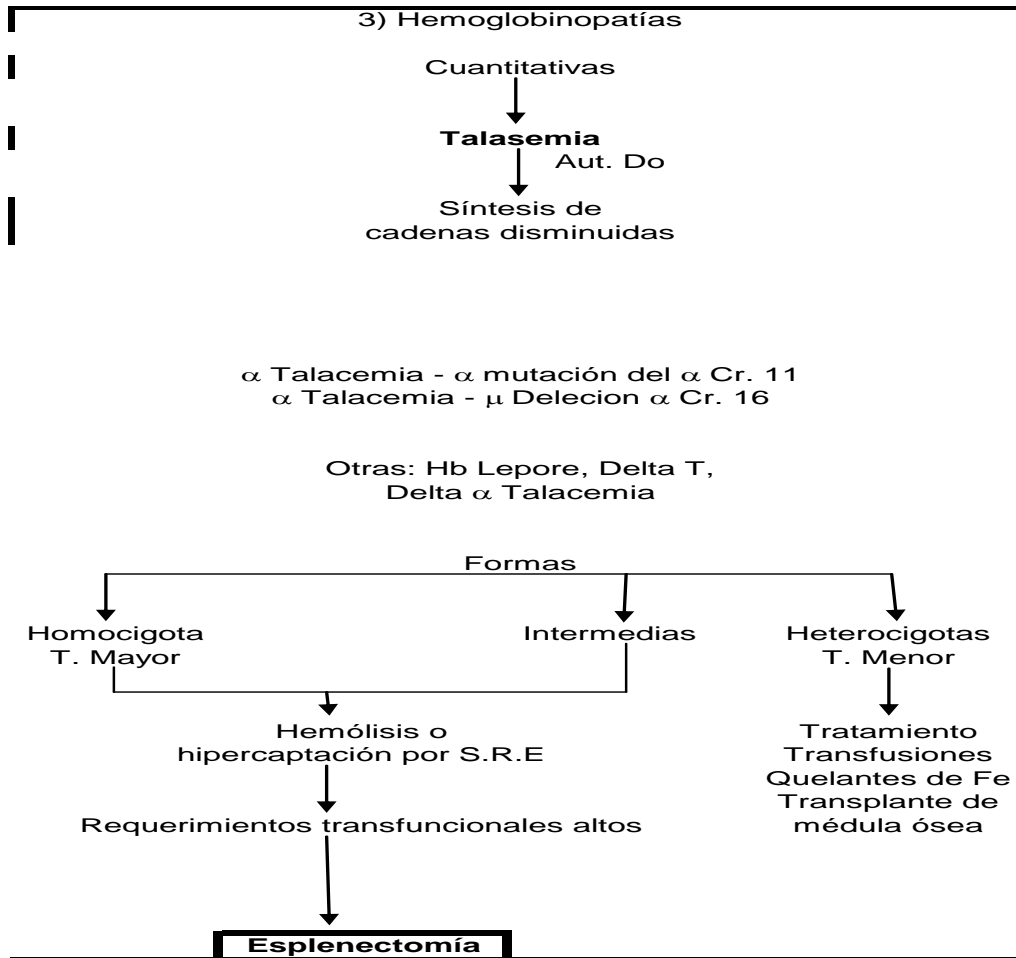 3) Hemoglobinopatías
Cuantitativas
Talasemia
Aut. Do
Síntesis de
cadenas disminuidas
α Talacemia - α mutación del α Cr. 11
α Talacemia - μ Delecion α Cr. 16
Otras: Hb Lepore, Delta T,
Delta α Talacemia
Formas
Homocigota
T. Mayor
Intermedias
Heterocigotas
T. Menor
Hemólisis o
hipercaptación por S.R.E
Requerimientos transfuncionales altos
Tratamiento
Transfusiones
Quelantes de Fe
Transplante de
médula ósea
Esplenectomía